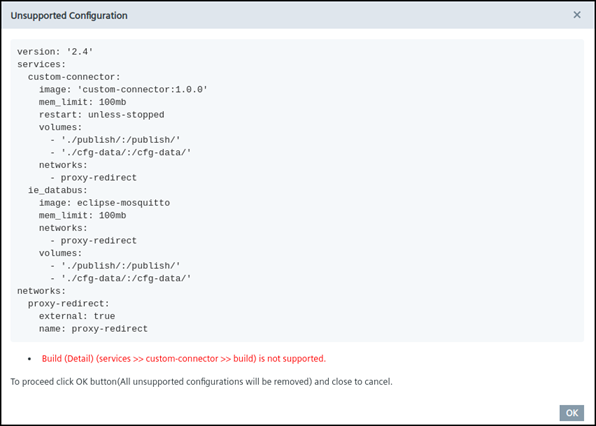 Unsupported Configuration
×
version: '2.4'
services:
  custom-connector:
    image: 'custom-connector:1.0.0'
    mem_limit: 100mb
    restart: unless-stopped
    volumes:
      - './publish/:/publish/'
      - './cfg-data/:/cfg-data/'
    networks:
      - proxy-redirect
  ie_databus:
    image: eclipse-mosquitto
    mem_limit: 100mb
    networks:
      - proxy-redirect
    volumes:
      - './publish/:/publish/'
      - './cfg-data/:/cfg-data/'
networks:
  proxy-redirect:
    external: true
    name: proxy-redirect
• Build (Detail) (services >> custom-connector >> build) is not supported.
To proceed click OK button(All unsupported configurations will be removed) and close to cancel.
OK